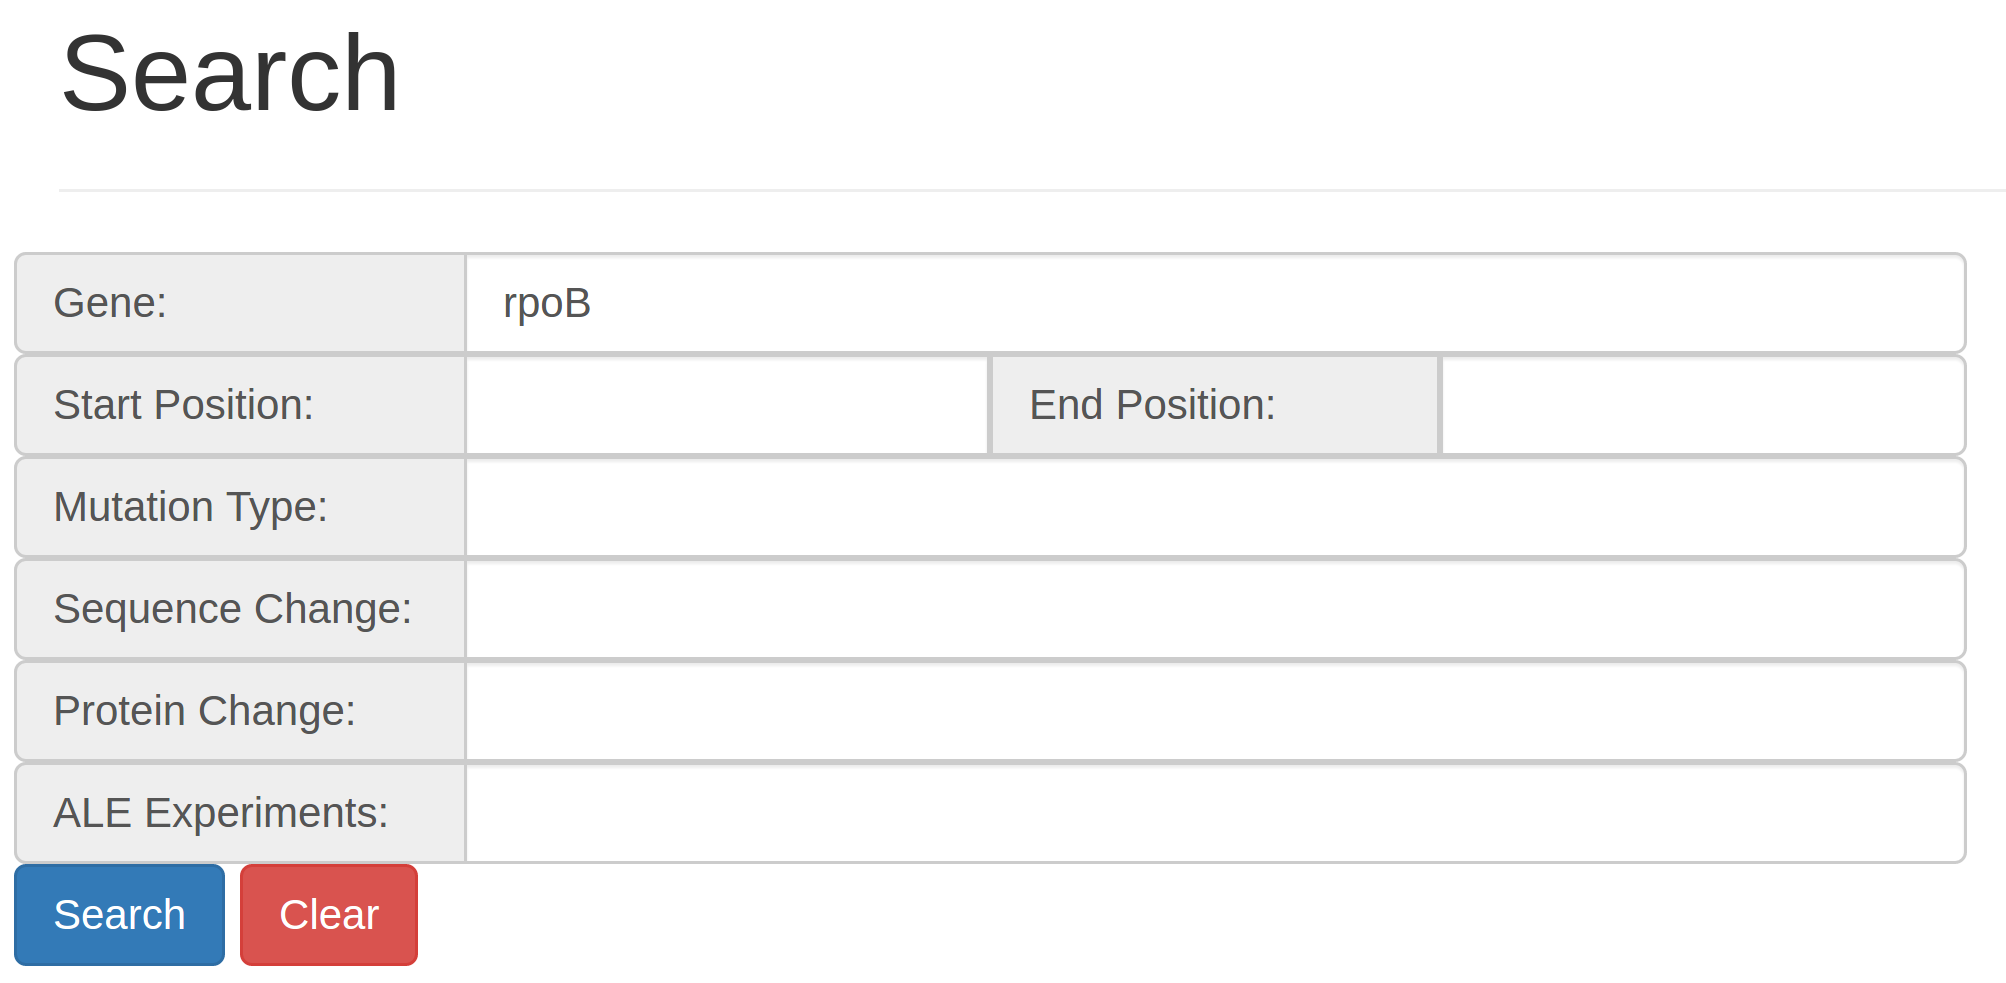 Search
Gene: rpoB
Start Position: End Position:
Mutation Type:
Sequence Change:
Protein Change:
ALE Experiments:
Search Clear